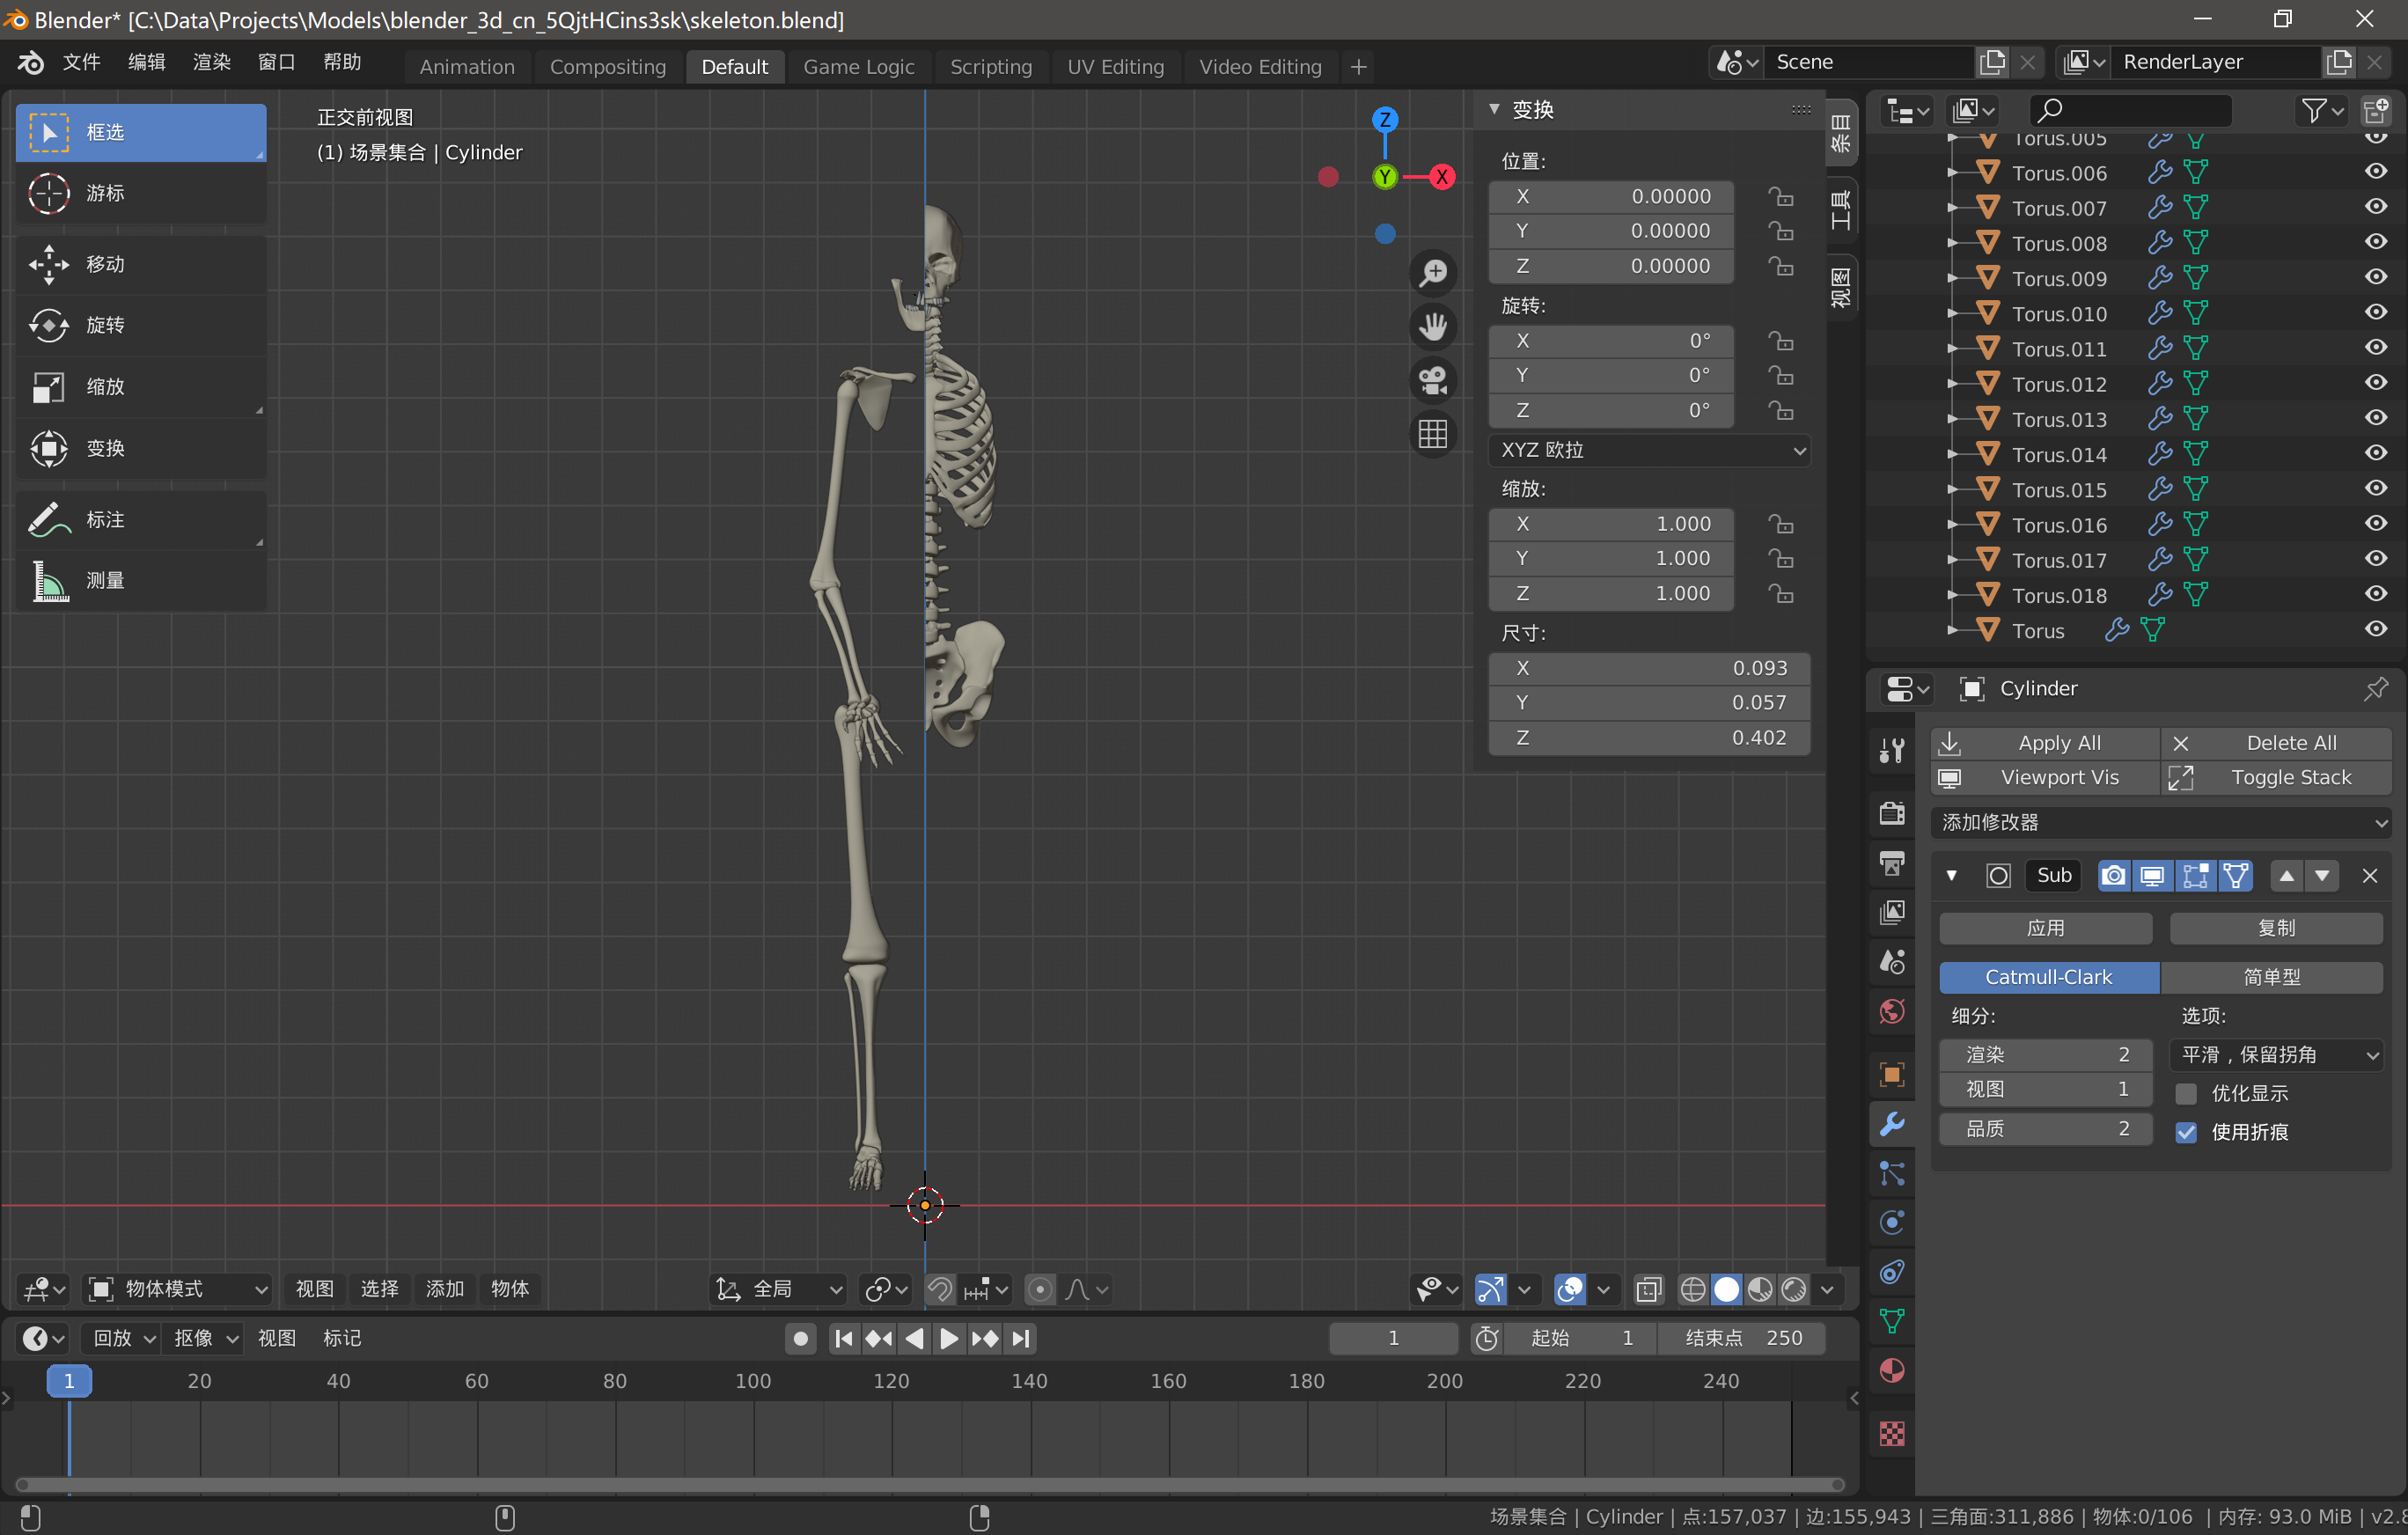 Blender* [C:\Data\Projects\Models\blender_3d_cn_5QjtHCins3sk\skeleton.blend]
文件 编辑 渲染 窗口 帮助 Animation Compositing Default Game Logic Scripting UV Editing Video Editing + Scene RenderLayer
框选
游标
移动
旋转
缩放
变换
标注
测量
正交前视图
(1) 场景集合 | Cylinder
Z
Y X
变换
位置:
X 0.00000
Y 0.00000
Z 0.00000
旋转:
X 0°
Y 0°
Z 0°
XYZ 欧拉
缩放:
X 1.000
Y 1.000
Z 1.000
尺寸:
X 0.093
Y 0.057
Z 0.402
条目
工具
视图
Torus.005
Torus.006
Torus.007
Torus.008
Torus.009
Torus.010
Torus.011
Torus.012
Torus.013
Torus.014
Torus.015
Torus.016
Torus.017
Torus.018
Torus
Cylinder
Apply All Delete All
Viewport Vis Toggle Stack
添加修改器
Sub
应用 复制
Catmull-Clark 简单型
细分: 选项:
渲染 2 平滑，保留拐角
视图 1 优化显示
品质 2 使用折痕
物体模式 视图 选择 添加 物体 全局
回放 抠像 视图 标记 1 起始 1 结束点 250
1 20 40 60 80 100 120 140 160 180 200 220 240
场景集合 | Cylinder | 点:157,037 | 边:155,943 | 三角面:311,886 | 物体:0/106 | 内存: 93.0 MiB | v2.